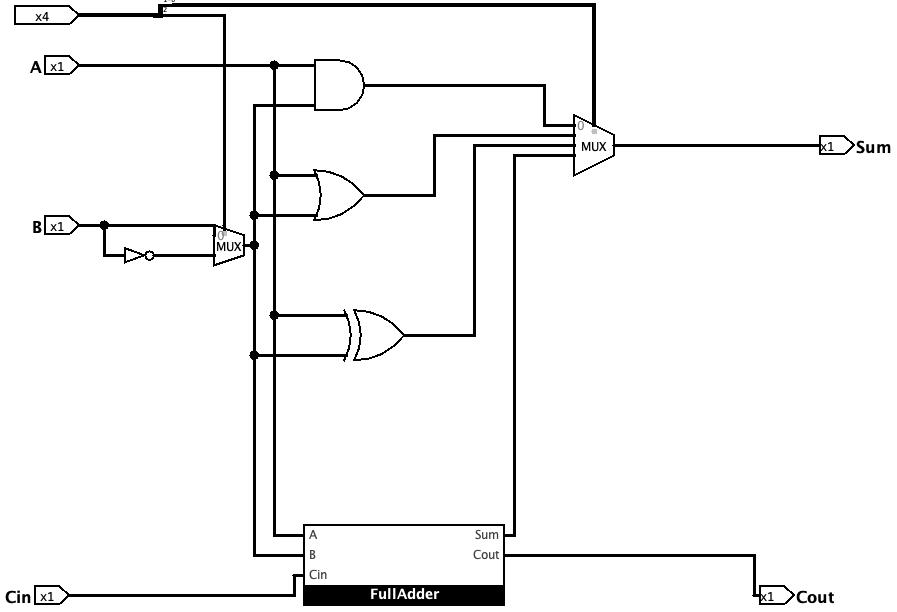 x4
A x1
0
MUX
x1 Sum
B x1
0
MUX
A
Sum
B
Cout
Cin
FullAdder
Cin x1
x1 Cout